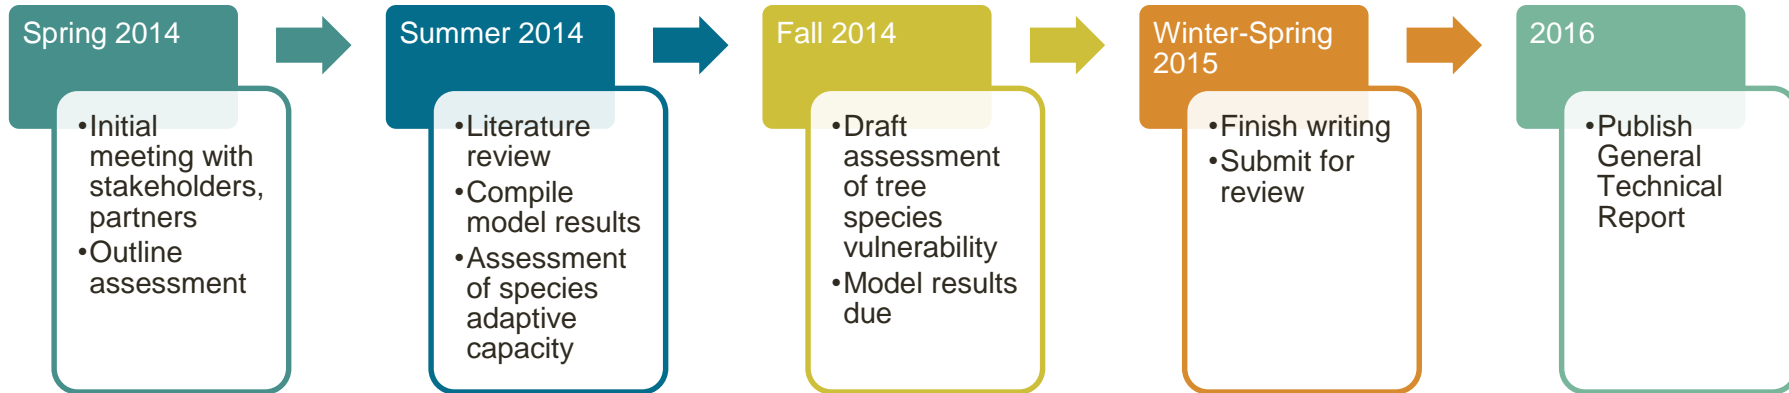 Spring 2014
•Initial
meeting with
stakeholders,
partners
•Outline
assessment
Summer 2014
•Literature
review
•Compile
model results
•Assessment
of species
adaptive
capacity
Fall 2014
•Draft
assessment
of tree
species
vulnerability
•Model results
due
Winter-Spring
2015
•Finish writing
•Submit for
review
2016
•Publish
General
Technical
Report